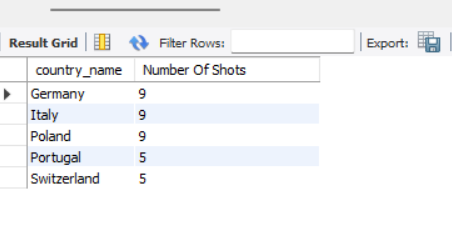 Result Grid Filter Rows: Export:
country_name Number Of Shots
Germany 9
Italy 9
Poland 9
Portugal 5
Switzerland 5